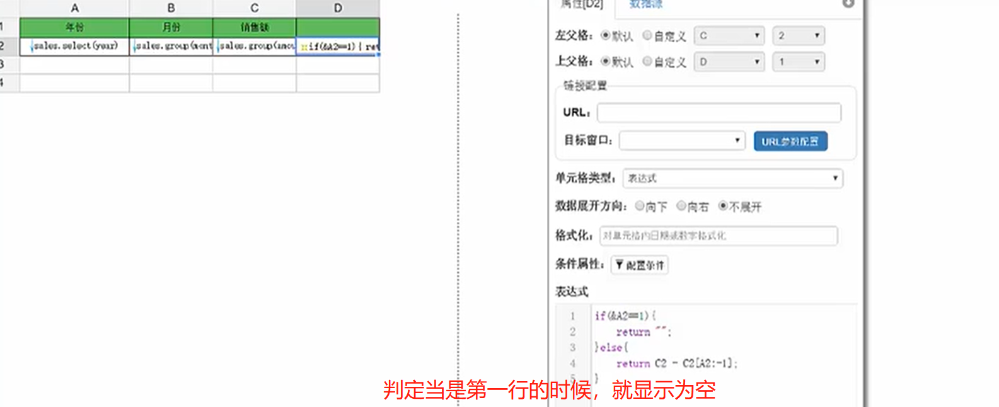 A B C D
1 年份 月份 销售额
2 sales.select(year) sales.group(mont sales.group(amou if(&A2==1){ ret
3
4
属性[D2] 数据源
左父格： 默认 自定义 C 2
上父格： 默认 自定义 D 1
链接配置
URL：
目标窗口： URL参数配置
单元格类型： 表达式
数据展开方向： 向下 向右 不展开
格式化： 对单元格内日期或数字格式化
条件属性： 配置条件
表达式
1 if(&A2==1){
2 return "";
3 }else{
4 return C2 - C2[A2:-1];
5 }
判定当是第一行的时候，就显示为空